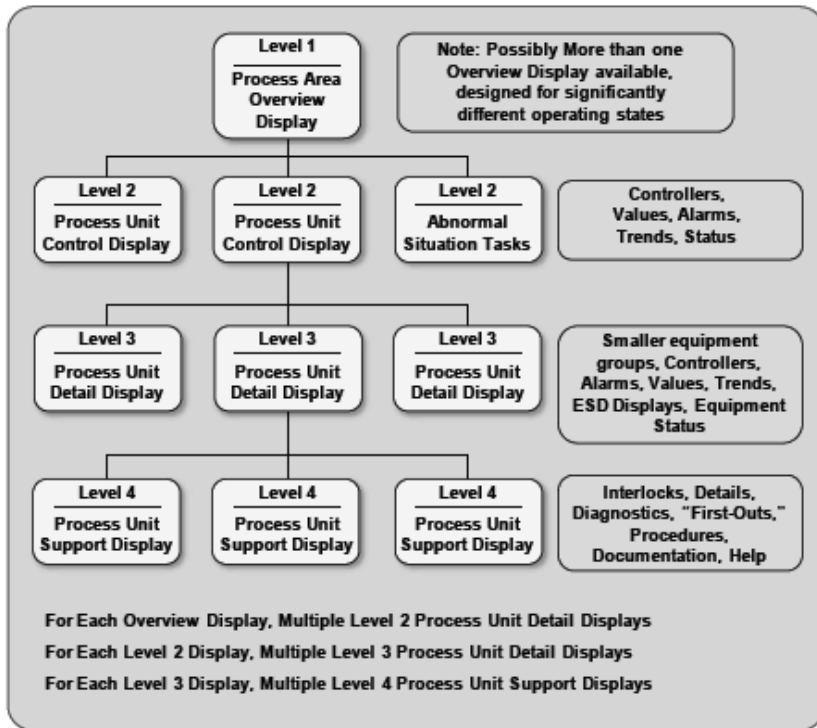 Level 1
Process Area
Overview
Display
Note: Possibly More than one
Overview Display available,
designed for significantly
different operating states
Level 2
Process Unit
Control Display
Level 2
Process Unit
Control Display
Level 2
Abnormal
Situation Tasks
Controllers,
Values, Alarms,
Trends, Status
Level 3
Process Unit
Detail Display
Level 3
Process Unit
Detail Display
Level 3
Process Unit
Detail Display
Smaller equipment
groups, Controllers,
Alarms, Values, Trends,
ESD Displays, Equipment
Status
Level 4
Process Unit
Support Display
Level 4
Process Unit
Support Display
Level 4
Process Unit
Support Display
Interlocks, Details,
Diagnostics, "First-Outs,"
Procedures,
Documentation, Help
For Each Overview Display, Multiple Level 2 Process Unit Detail Displays
For Each Level 2 Display, Multiple Level 3 Process Unit Detail Displays
For Each Level 3 Display, Multiple Level 4 Process Unit Support Displays